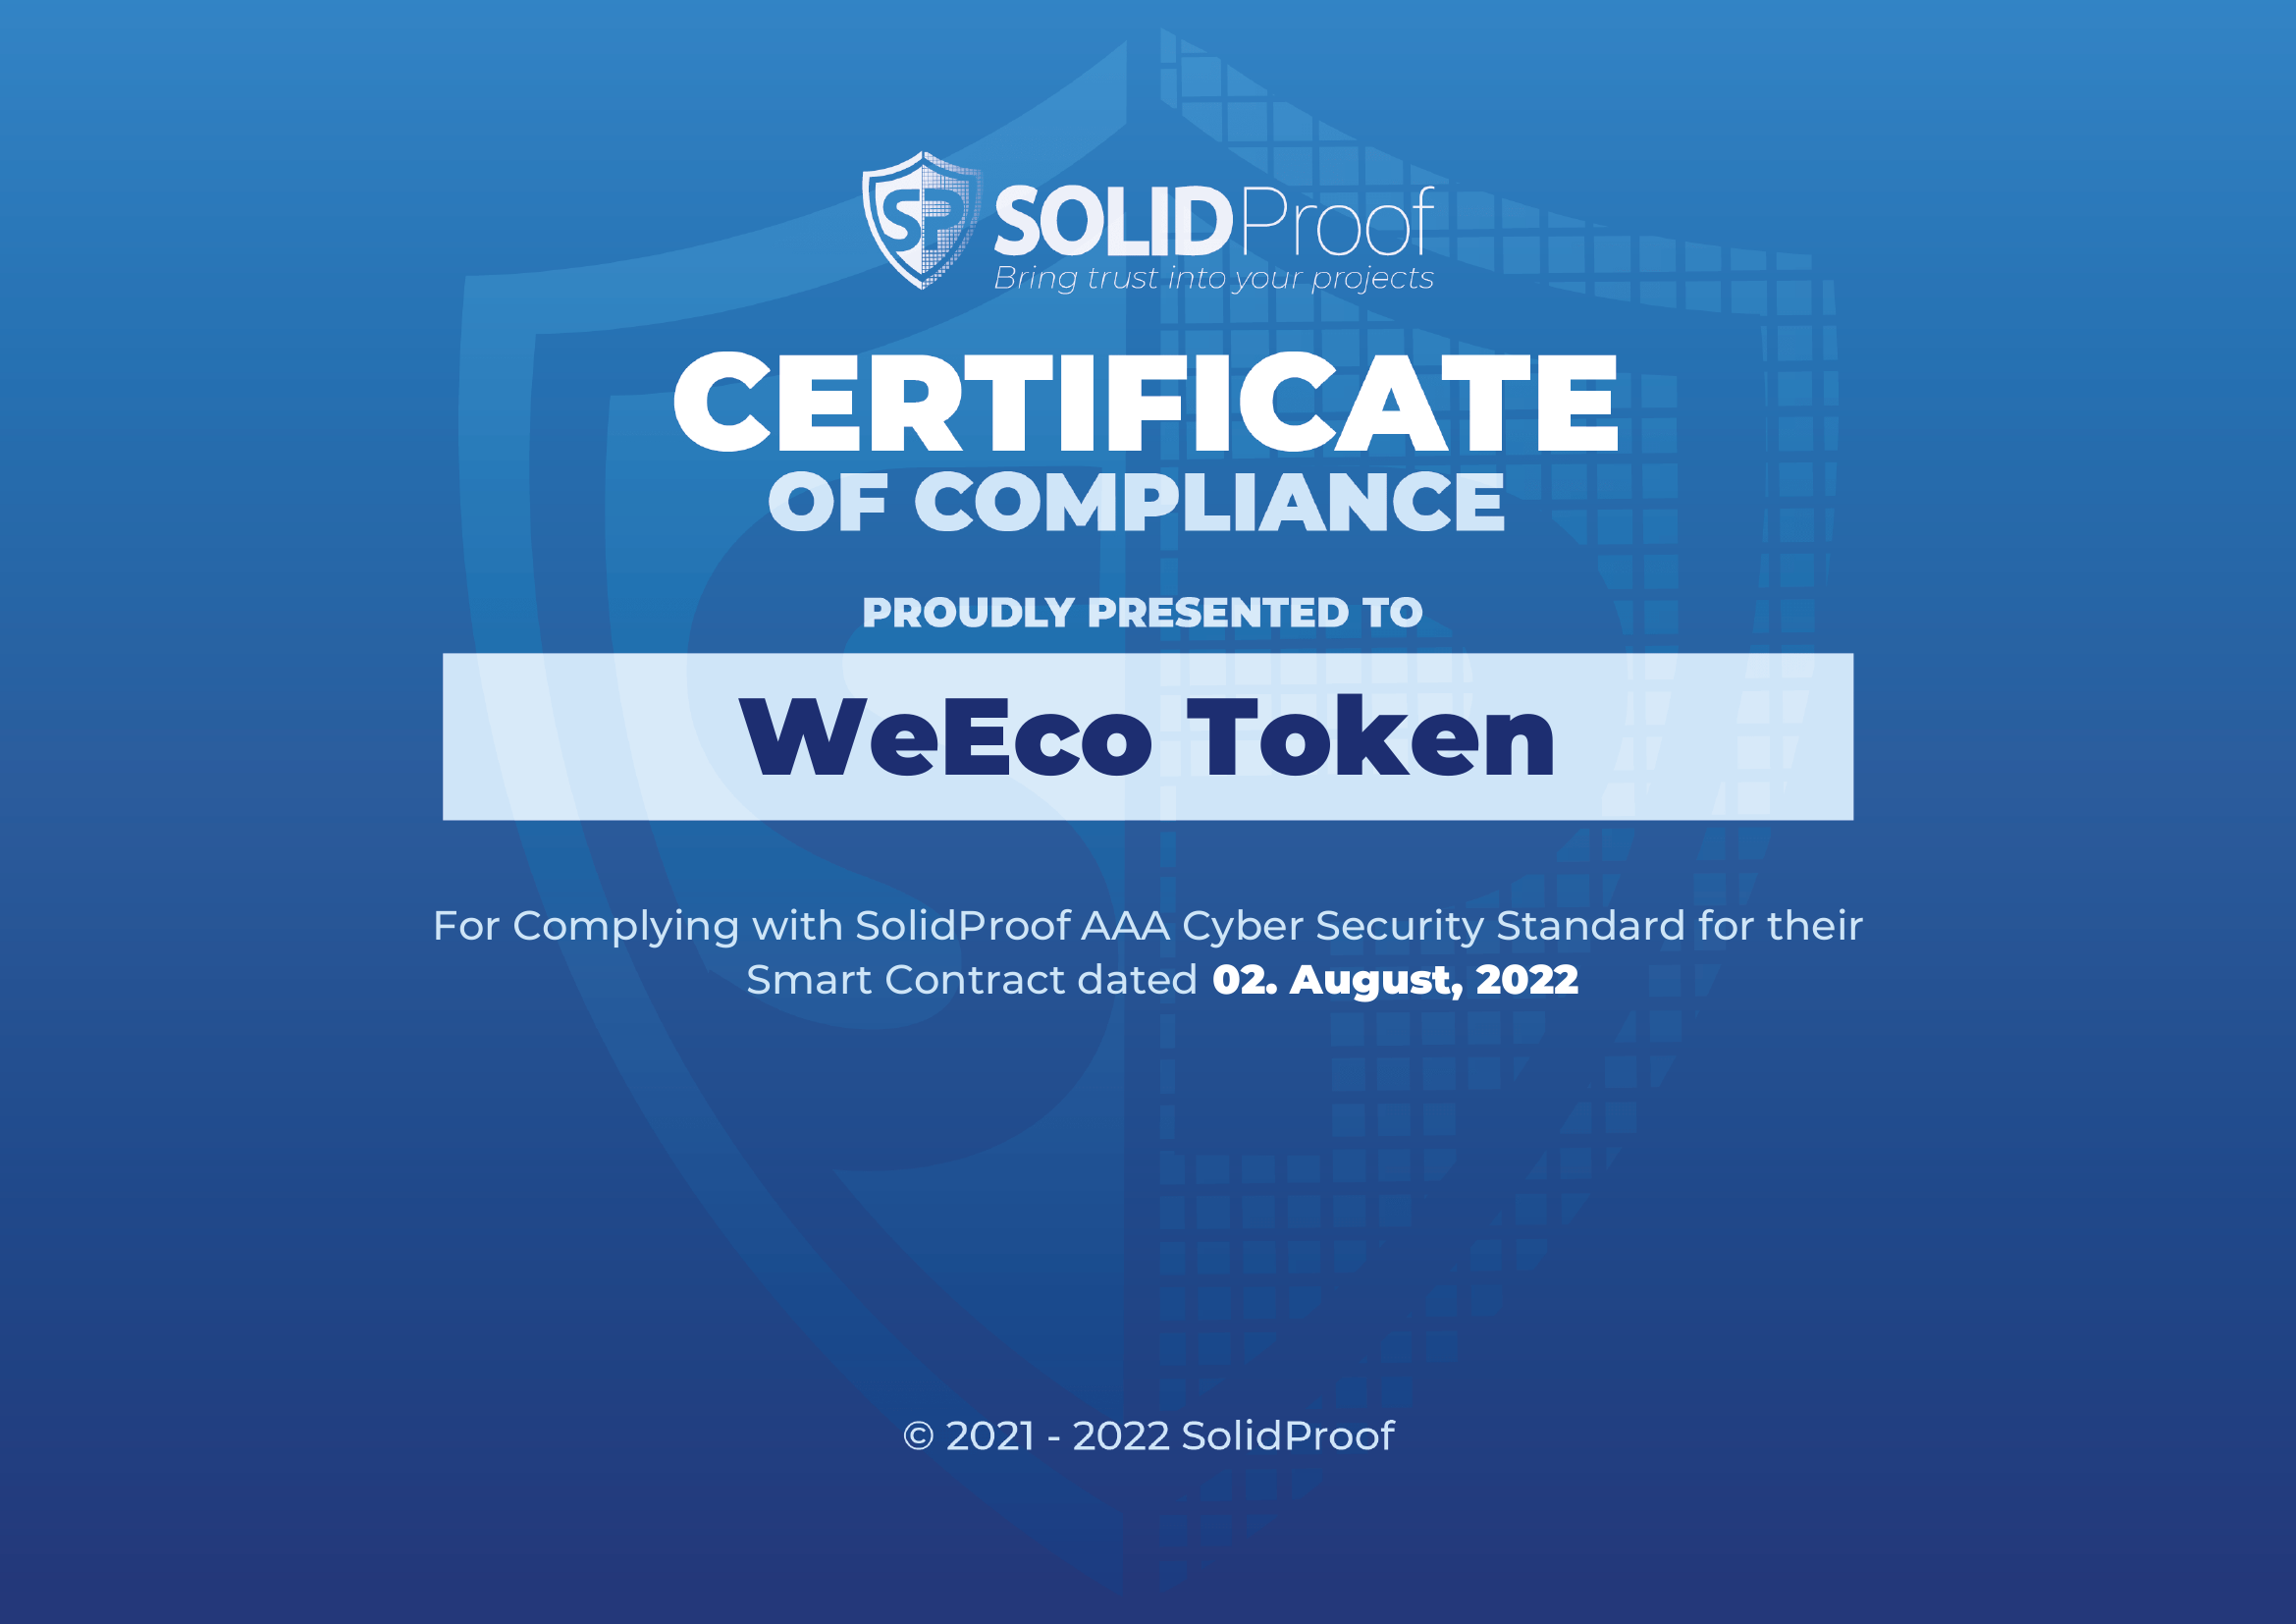 SP SOLIDProof
Bring trust into your projects
CERTIFICATE
OF COMPLIANCE
PROUDLY PRESENTED TO
WeEco Token
For Complying with SolidProof AAA Cyber Security Standard for their
Smart Contract dated 02. August, 2022
© 2021 - 2022 SolidProof